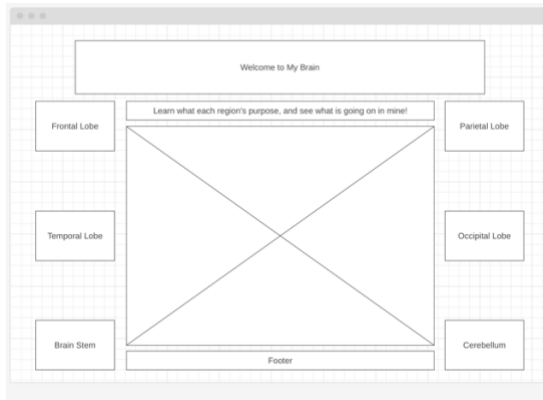 Welcome to My Brain
Learn what each region's purpose, and see what is going on in mine!
Frontal Lobe
Parietal Lobe
Temporal Lobe
Occipital Lobe
Brain Stem
Cerebellum
Footer